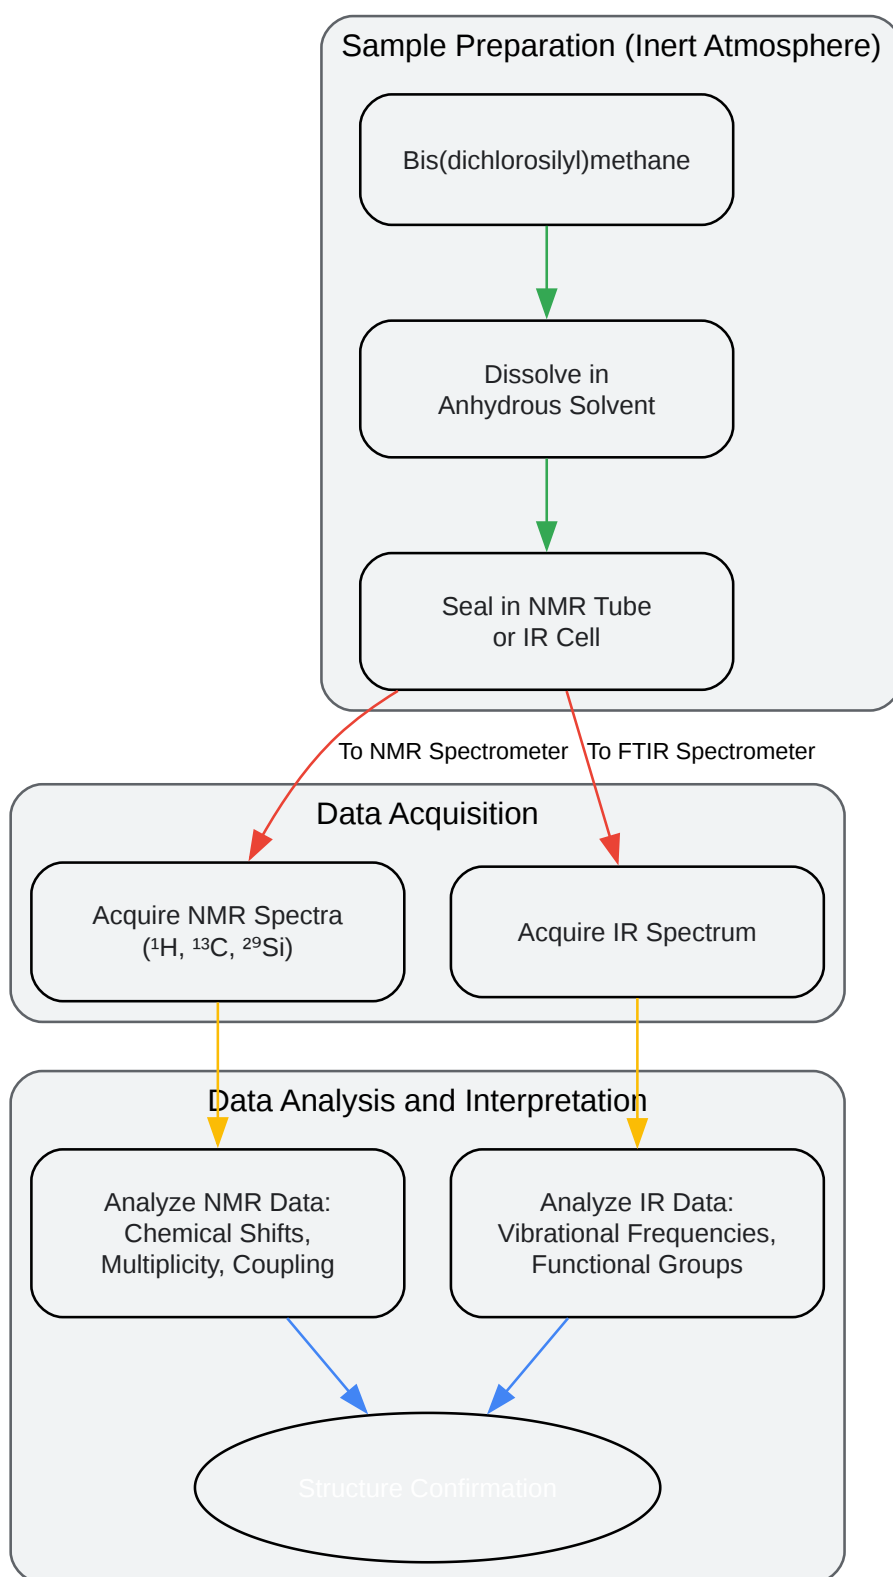 Sample Preparation (Inert Atmosphere)
Bis(dichlorosilyl)methane
Dissolve in
Anhydrous Solvent
Seal in NMR Tube
or IR Cell
To NMR Spectrometer
To FTIR Spectrometer
Data Acquisition
Acquire NMR Spectra
(¹H, ¹³C, ²⁹Si)
Acquire IR Spectrum
Data Analysis and Interpretation
Analyze NMR Data:
Chemical Shifts,
Multiplicity, Coupling
Analyze IR Data:
Vibrational Frequencies,
Functional Groups
Structure Confirmation